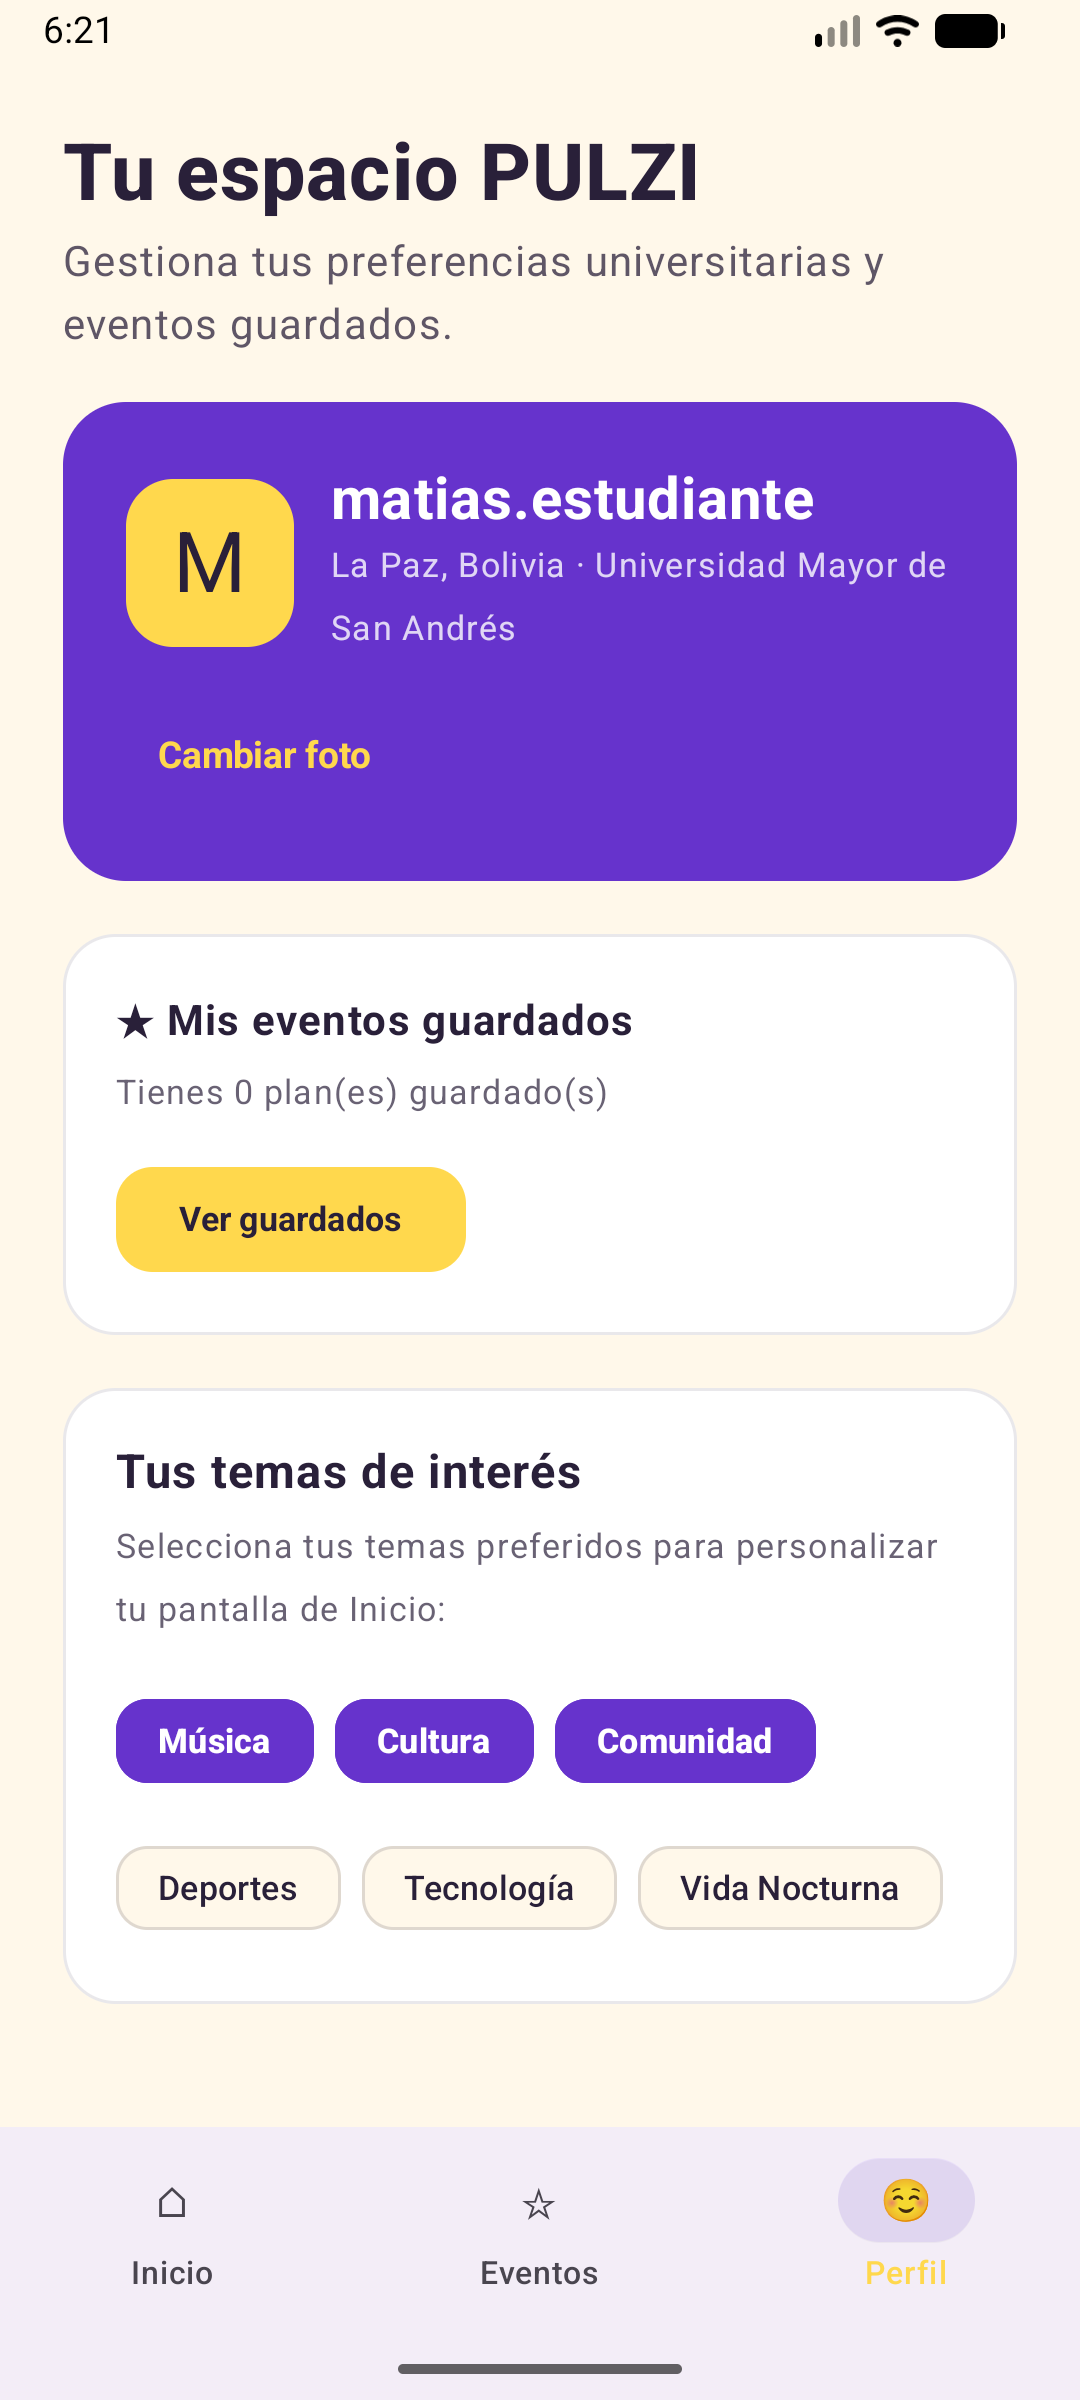 6:21
Tu espacio PULZI
Gestiona tus preferencias universitarias y
eventos guardados.
M
matias.estudiante
La Paz, Bolivia · Universidad Mayor de
San Andrés
Cambiar foto
★ Mis eventos guardados
Tienes 0 plan(es) guardado(s)
Ver guardados
Tus temas de interés
Selecciona tus temas preferidos para personalizar
tu pantalla de Inicio:
Música Cultura Comunidad
Deportes Tecnología Vida Nocturna
Inicio Eventos Perfil